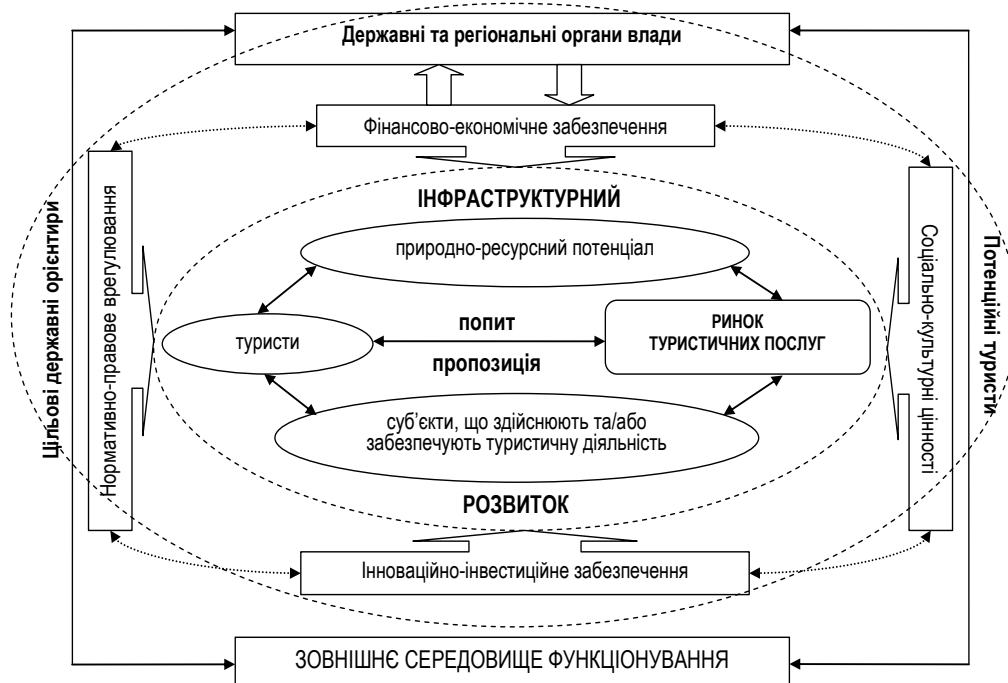 Державні та регіональні органи влади
Фінансово-економічне забезпечення
Цільові державні орієнтири
Нормативно-правове врегулювання
ІНФРАСТРУКТУРНИЙ
природно-ресурсний потенціал
туристи
попит
пропозиція
РИНОК
ТУРИСТИЧНИХ ПОСЛУГ
суб’єкти, що здійснюють та/або
забезпечують туристичну діяльність
РОЗВИТОК
Соціально-культурні цінності
Потенційні туристи
Інноваційно-інвестиційне забезпечення
ЗОВНІШНЄ СЕРЕДОВИЩЕ ФУНКЦІОНУВАННЯ